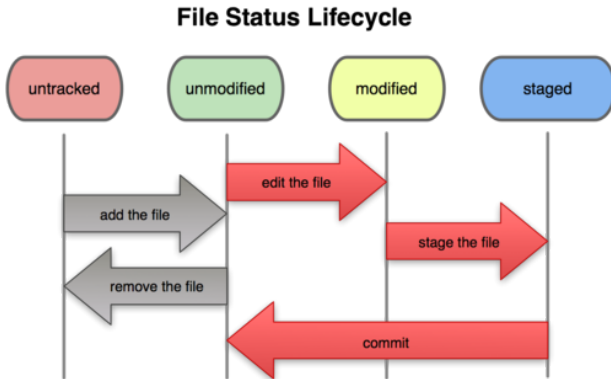 File Status Lifecycle
untracked
unmodified
modified
staged
edit the file
add the file
stage the file
remove the file
commit